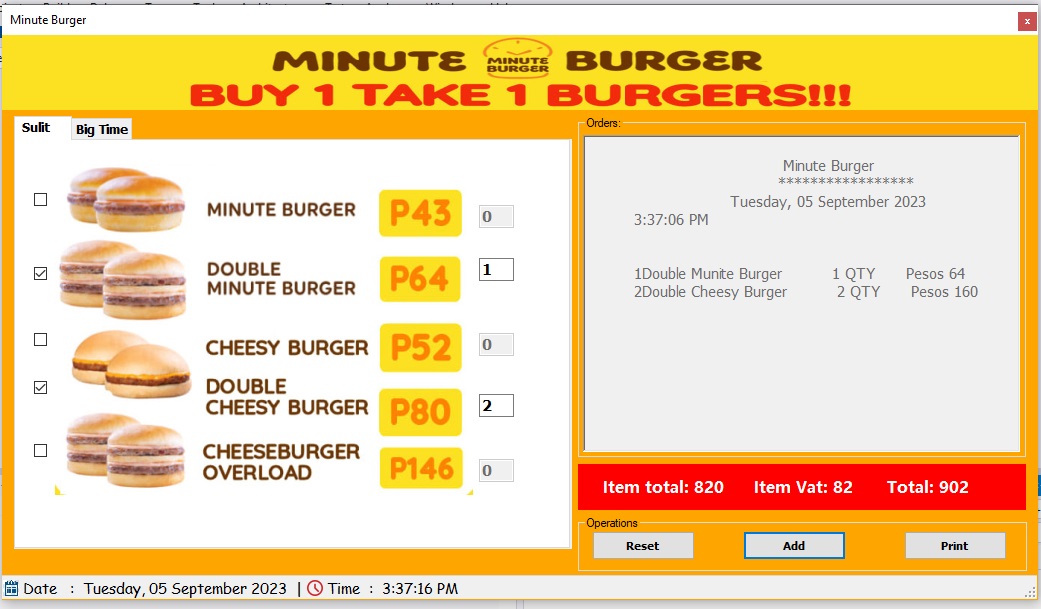 Minute Burger
x
MINUTE MINUTE BURGER BURGER
BUY 1 TAKE 1 BURGERS!!!
Sulit
Big Time
MINUTE BURGER P43 0
DOUBLE
MINUTE BURGER P64 1
CHEESY BURGER P52 0
DOUBLE
CHEESY BURGER P80 2
CHEESEBURGER
OVERLOAD P146 0
Orders:
Minute Burger
*****************
Tuesday, 05 September 2023
3:37:06 PM
1Double Munite Burger 1 QTY Pesos 64
2Double Cheesy Burger 2 QTY Pesos 160
Item total: 820 Item Vat: 82 Total: 902
Operations
Reset Add Print
Date : Tuesday, 05 September 2023 | Time : 3:37:16 PM